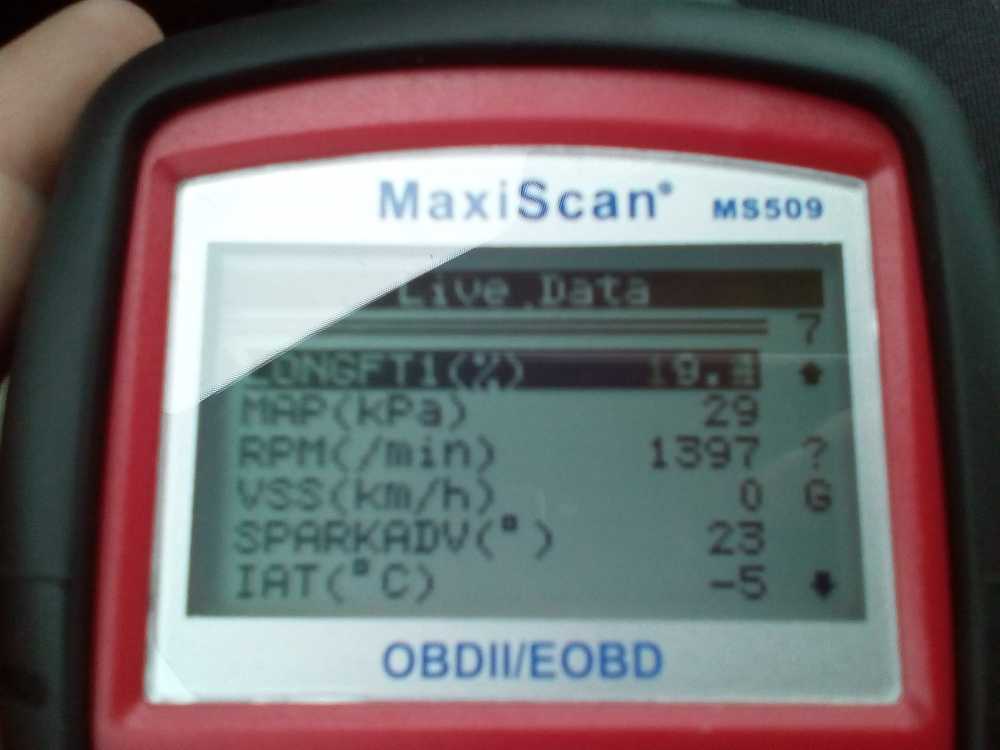 MaxiScan® MS509
Live Data
7
LONGFT1(%)
MAP(kPa) 29
RPM(/min) 1397 ?
VSS(km/h) 0 G
SPARKADV(°) 23
IAT(°C) -5
OBDII/EOBD